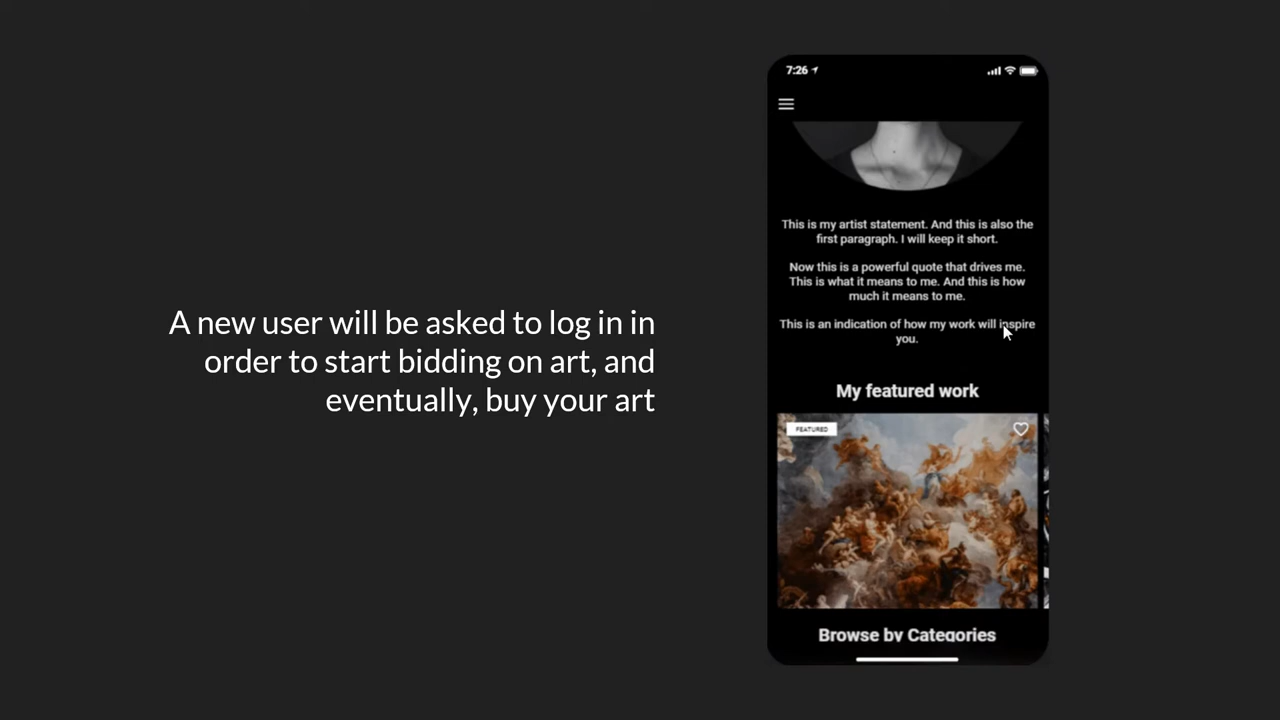 A new user will be asked to log in in
order to start bidding on art, and
eventually, buy your art
7:26
This is my artist statement. And this is also the
first paragraph. I will keep it short.
Now this is a powerful quote that drives me.
This is what it means to me. And this is how
much it means to me.
This is an indication of how my work will inspire
you.
My featured work
FEATURED
Browse by Categories